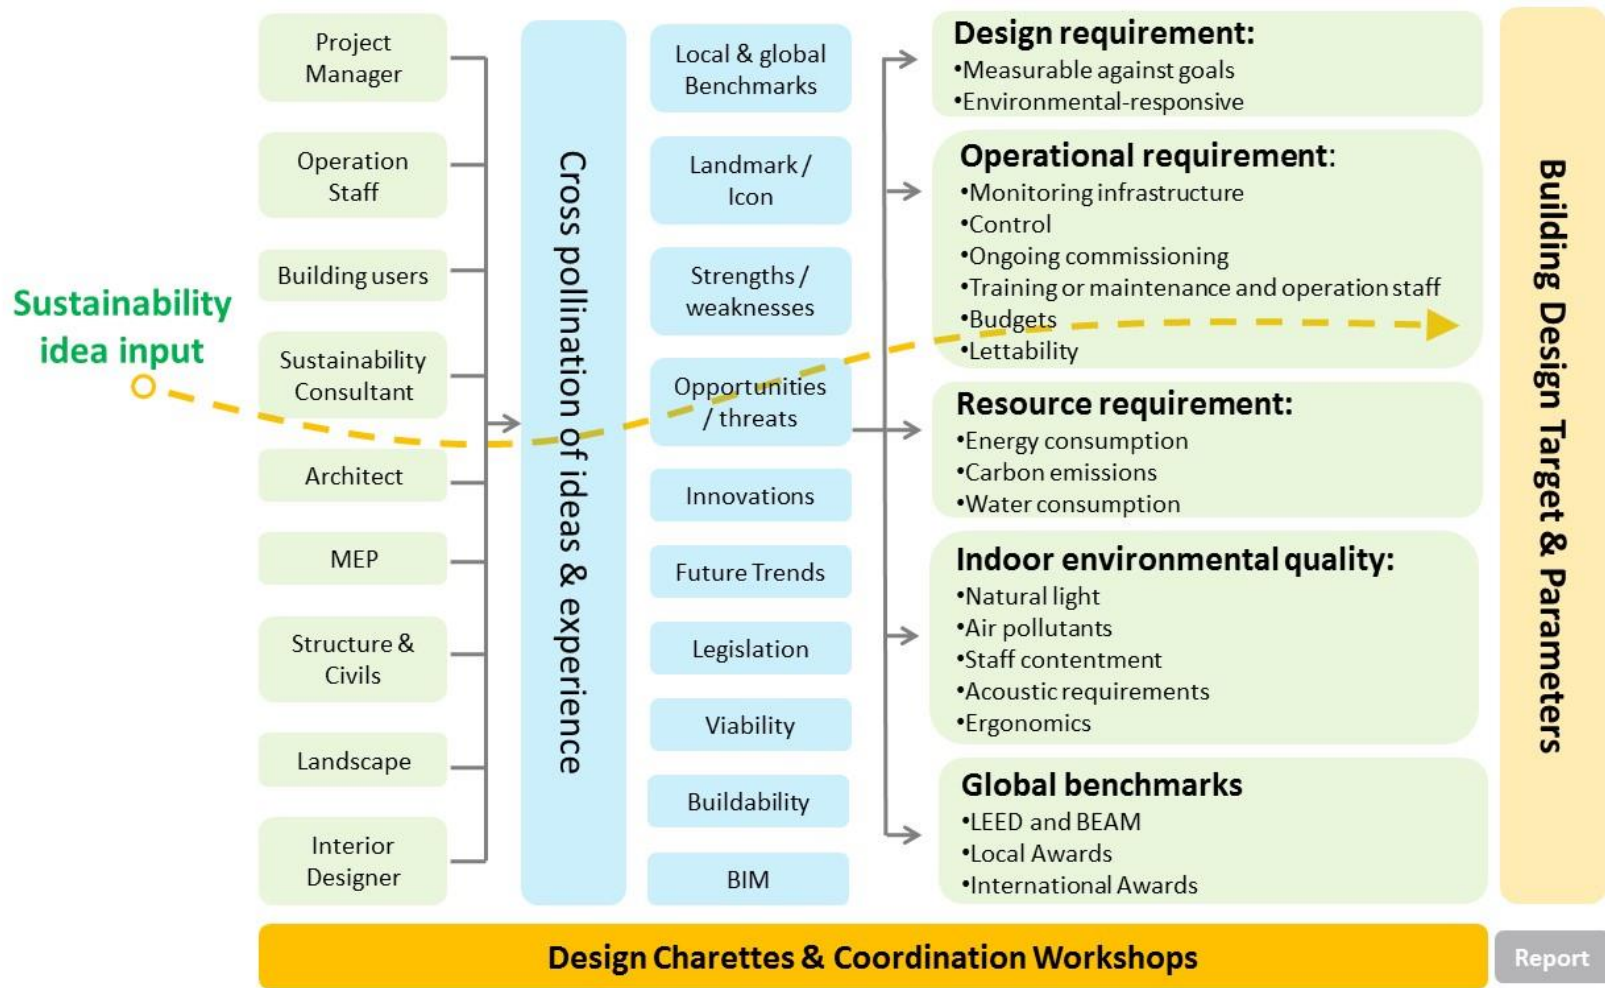 Sustainability
idea input
Project
Manager
Operation
Staff
Building users
Sustainability
Consultant
Architect
MEP
Structure &
Civils
Landscape
Interior
Designer
Cross pollination of ideas & experience
Local & global
Benchmarks
Landmark /
Icon
Strengths /
weaknesses
Opportunities
/ threats
Innovations
Future Trends
Legislation
Viability
Buildability
BIM
Design requirement:
•Measurable against goals
•Environmental-responsive
Operational requirement:
•Monitoring infrastructure
•Control
•Ongoing commissioning
•Training or maintenance and operation staff
•Budgets
•Lettability
Resource requirement:
•Energy consumption
•Carbon emissions
•Water consumption
Indoor environmental quality:
•Natural light
•Air pollutants
•Staff contentment
•Acoustic requirements
•Ergonomics
Global benchmarks
•LEED and BEAM
•Local Awards
•International Awards
Building Design Target & Parameters
Design Charettes & Coordination Workshops
Report